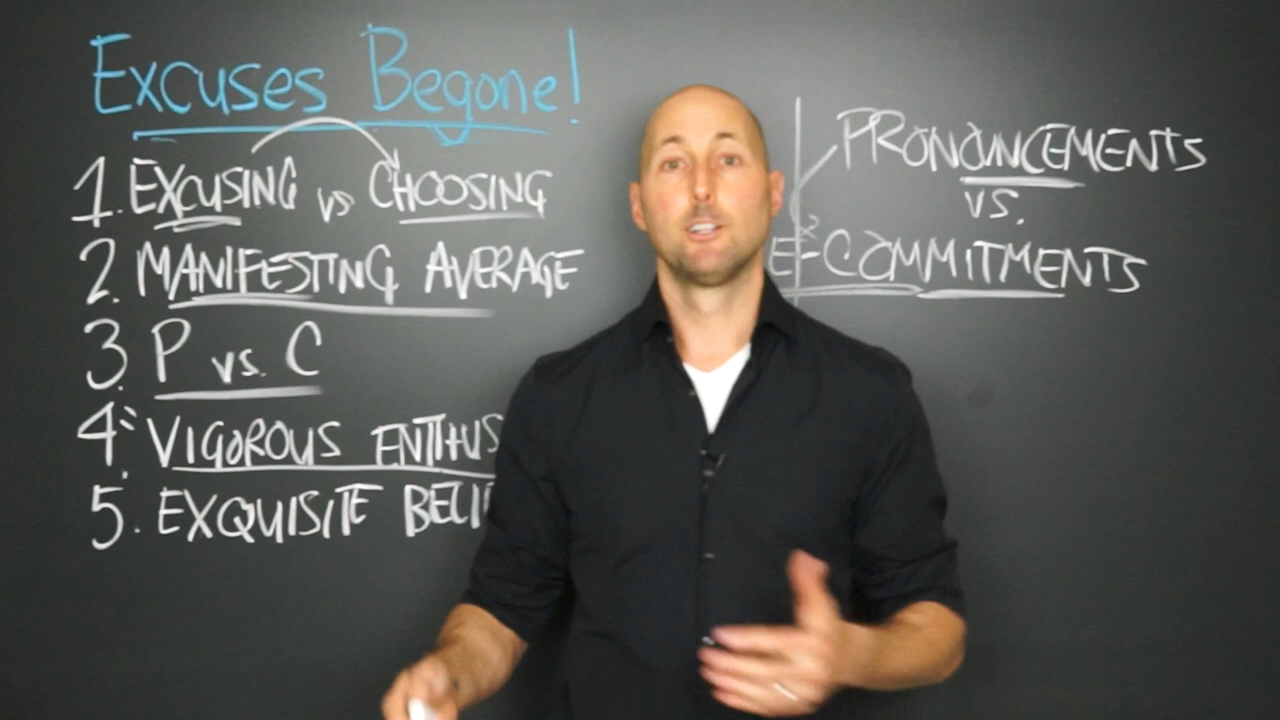 Excuses Begone!
1. EXCUSING vs CHOOSING
2. MANIFESTING AVERAGE
3. P vs. C
4. VIGOROUS
5. EXQUISITE
PRONOUNCEMENTS
vs.
COMMITMENTS